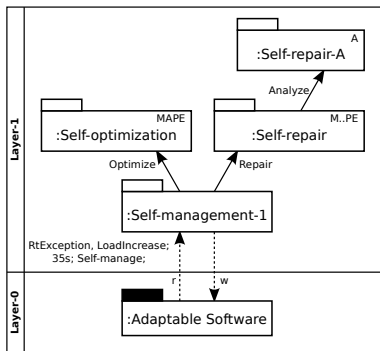 A
:Self-repair-A
Analyze
MAPE
:Self-optimization
M..PE
:Self-repair
Optimize
Repair
Layer-1
:Self-management-1
RtException, LoadIncrease;
35s; Self-manage;
r
w
Layer-0
:Adaptable Software